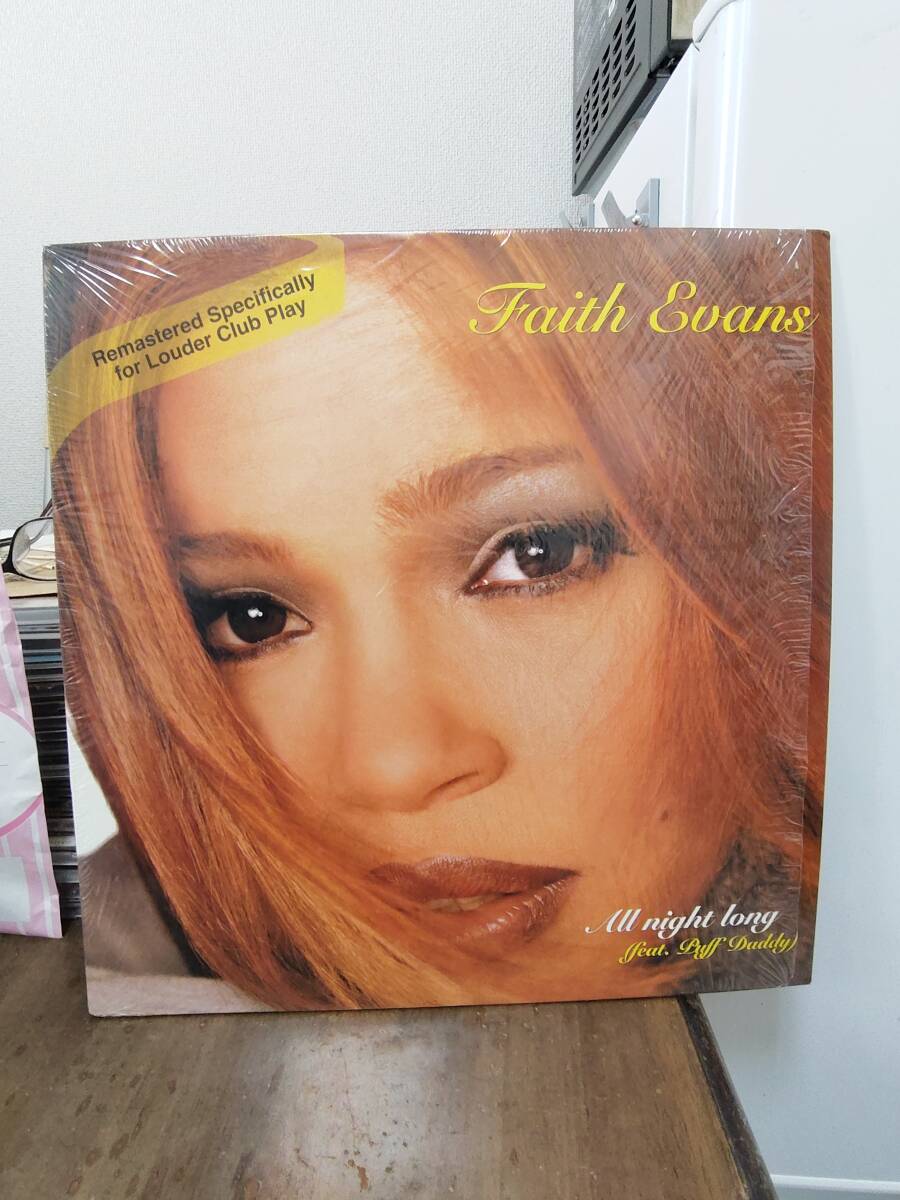 Remastered Specifically
for Louder Club Play
Faith Evans
All night long
(feat. Puff Daddy)